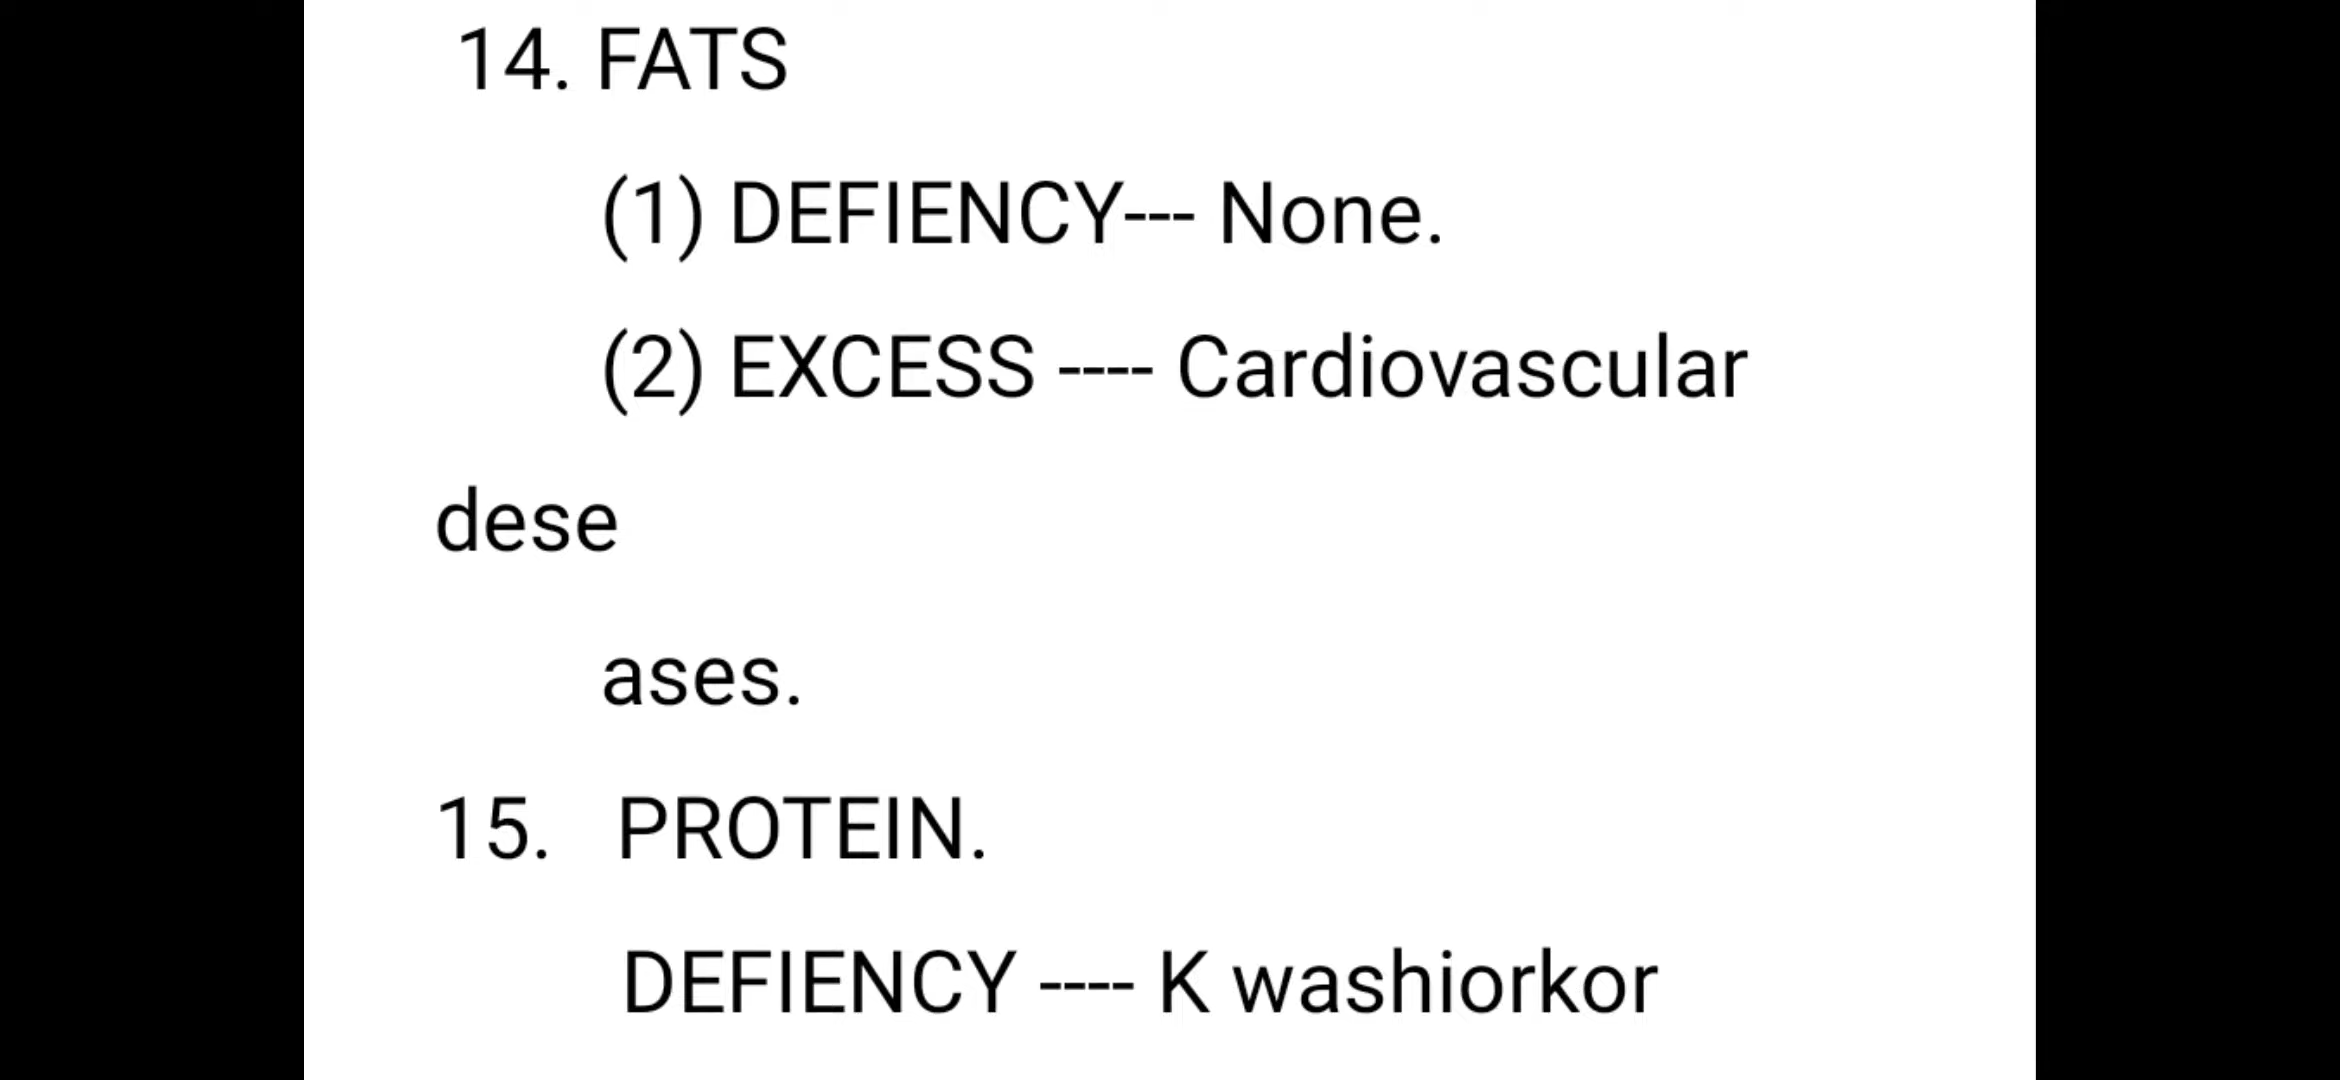 14. FATS
(1) DEFIENCY--- None.
(2) EXCESS ---- Cardiovascular
dese
ases.
15. PROTEIN.
DEFIENCY ---- K washiorkor